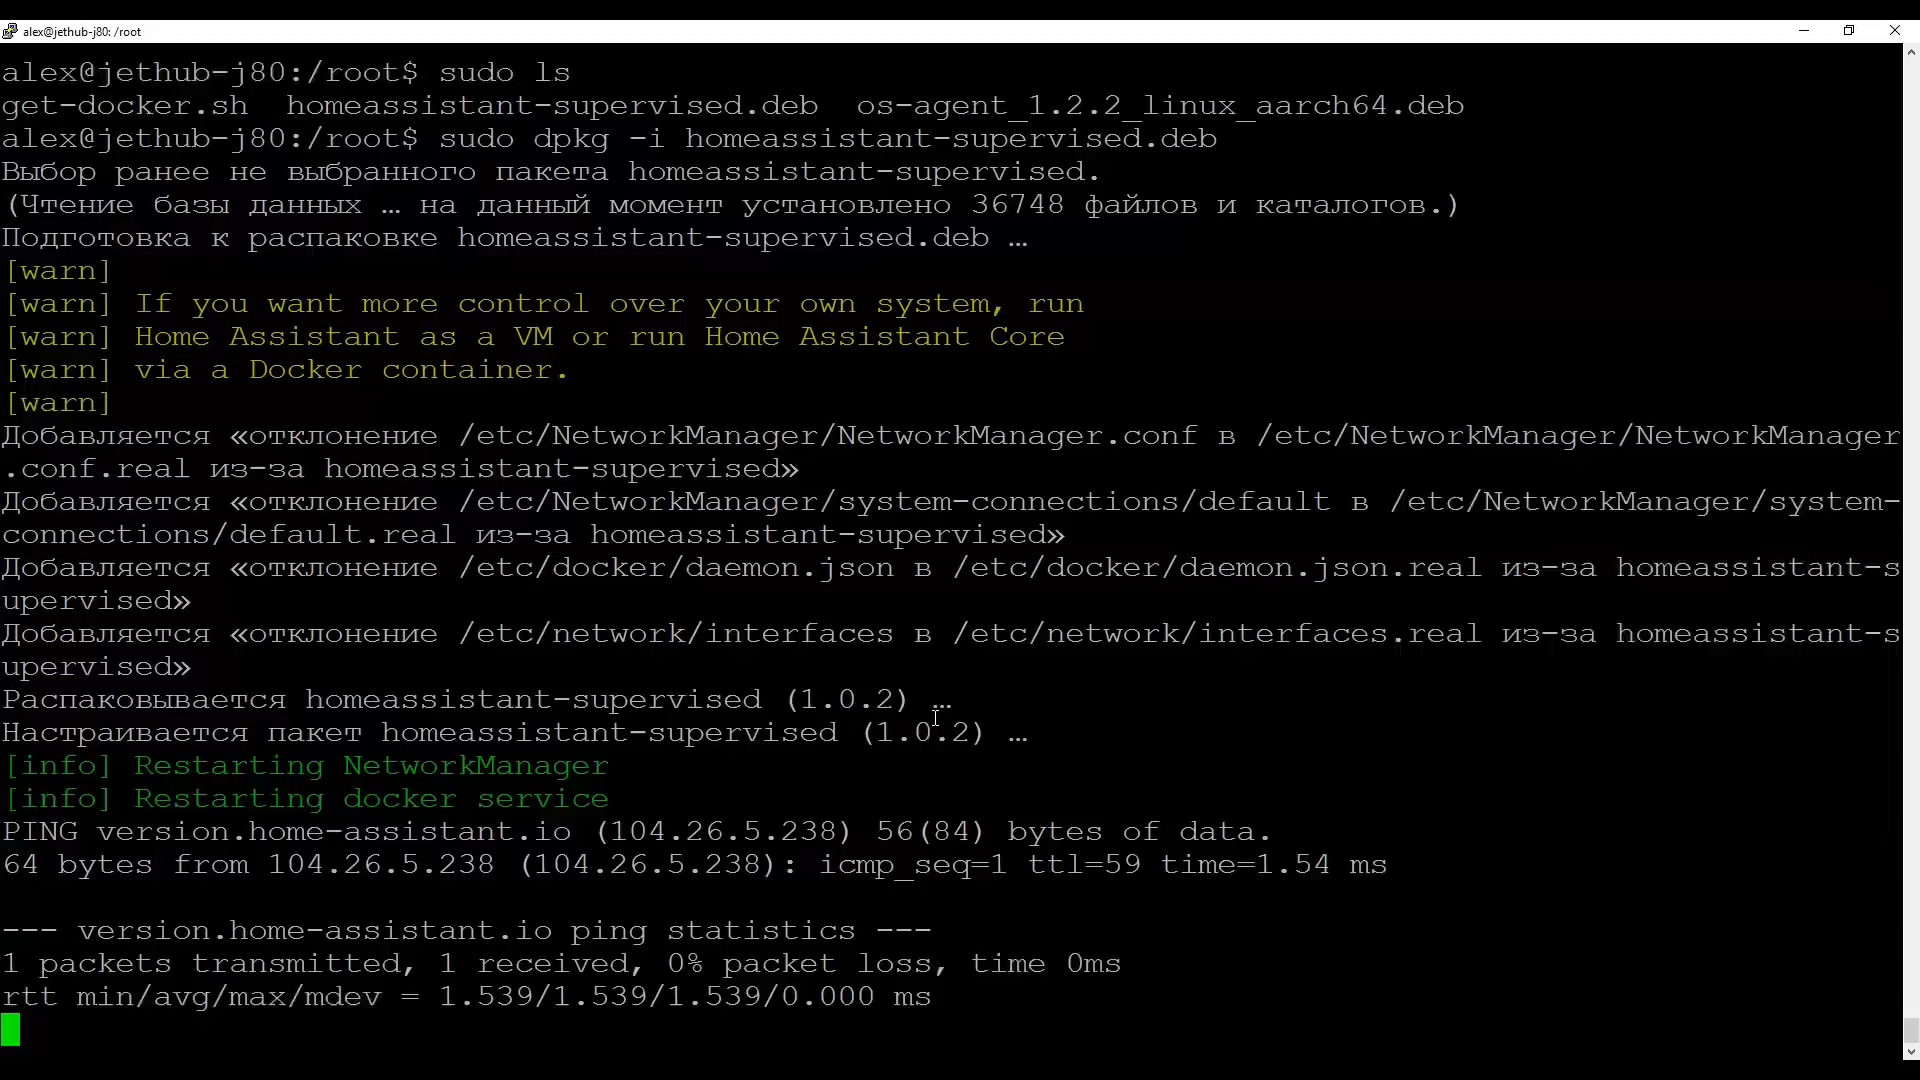 alex@jethub-j80: /root
alex@jethub-j80:/root$ sudo ls
get-docker.sh  homeassistant-supervised.deb  os-agent_1.2.2_linux_aarch64.deb
alex@jethub-j80:/root$ sudo dpkg -i homeassistant-supervised.deb
Выбор ранее не выбранного пакета homeassistant-supervised.
(Чтение базы данных … на данный момент установлено 36748 файлов и каталогов.)
Подготовка к распаковке homeassistant-supervised.deb …
[warn]
[warn] If you want more control over your own system, run
[warn] Home Assistant as a VM or run Home Assistant Core
[warn] via a Docker container.
[warn]
Добавляется «отклонение /etc/NetworkManager/NetworkManager.conf в /etc/NetworkManager/NetworkManager
.conf.real из-за homeassistant-supervised»
Добавляется «отклонение /etc/NetworkManager/system-connections/default в /etc/NetworkManager/system-
connections/default.real из-за homeassistant-supervised»
Добавляется «отклонение /etc/docker/daemon.json в /etc/docker/daemon.json.real из-за homeassistant-s
upervised»
Добавляется «отклонение /etc/network/interfaces в /etc/network/interfaces.real из-за homeassistant-s
upervised»
Распаковывается homeassistant-supervised (1.0.2) …
Настраивается пакет homeassistant-supervised (1.0.2) …
[info] Restarting NetworkManager
[info] Restarting docker service
PING version.home-assistant.io (104.26.5.238) 56(84) bytes of data.
64 bytes from 104.26.5.238 (104.26.5.238): icmp_seq=1 ttl=59 time=1.54 ms
--- version.home-assistant.io ping statistics ---
1 packets transmitted, 1 received, 0% packet loss, time 0ms
rtt min/avg/max/mdev = 1.539/1.539/1.539/0.000 ms